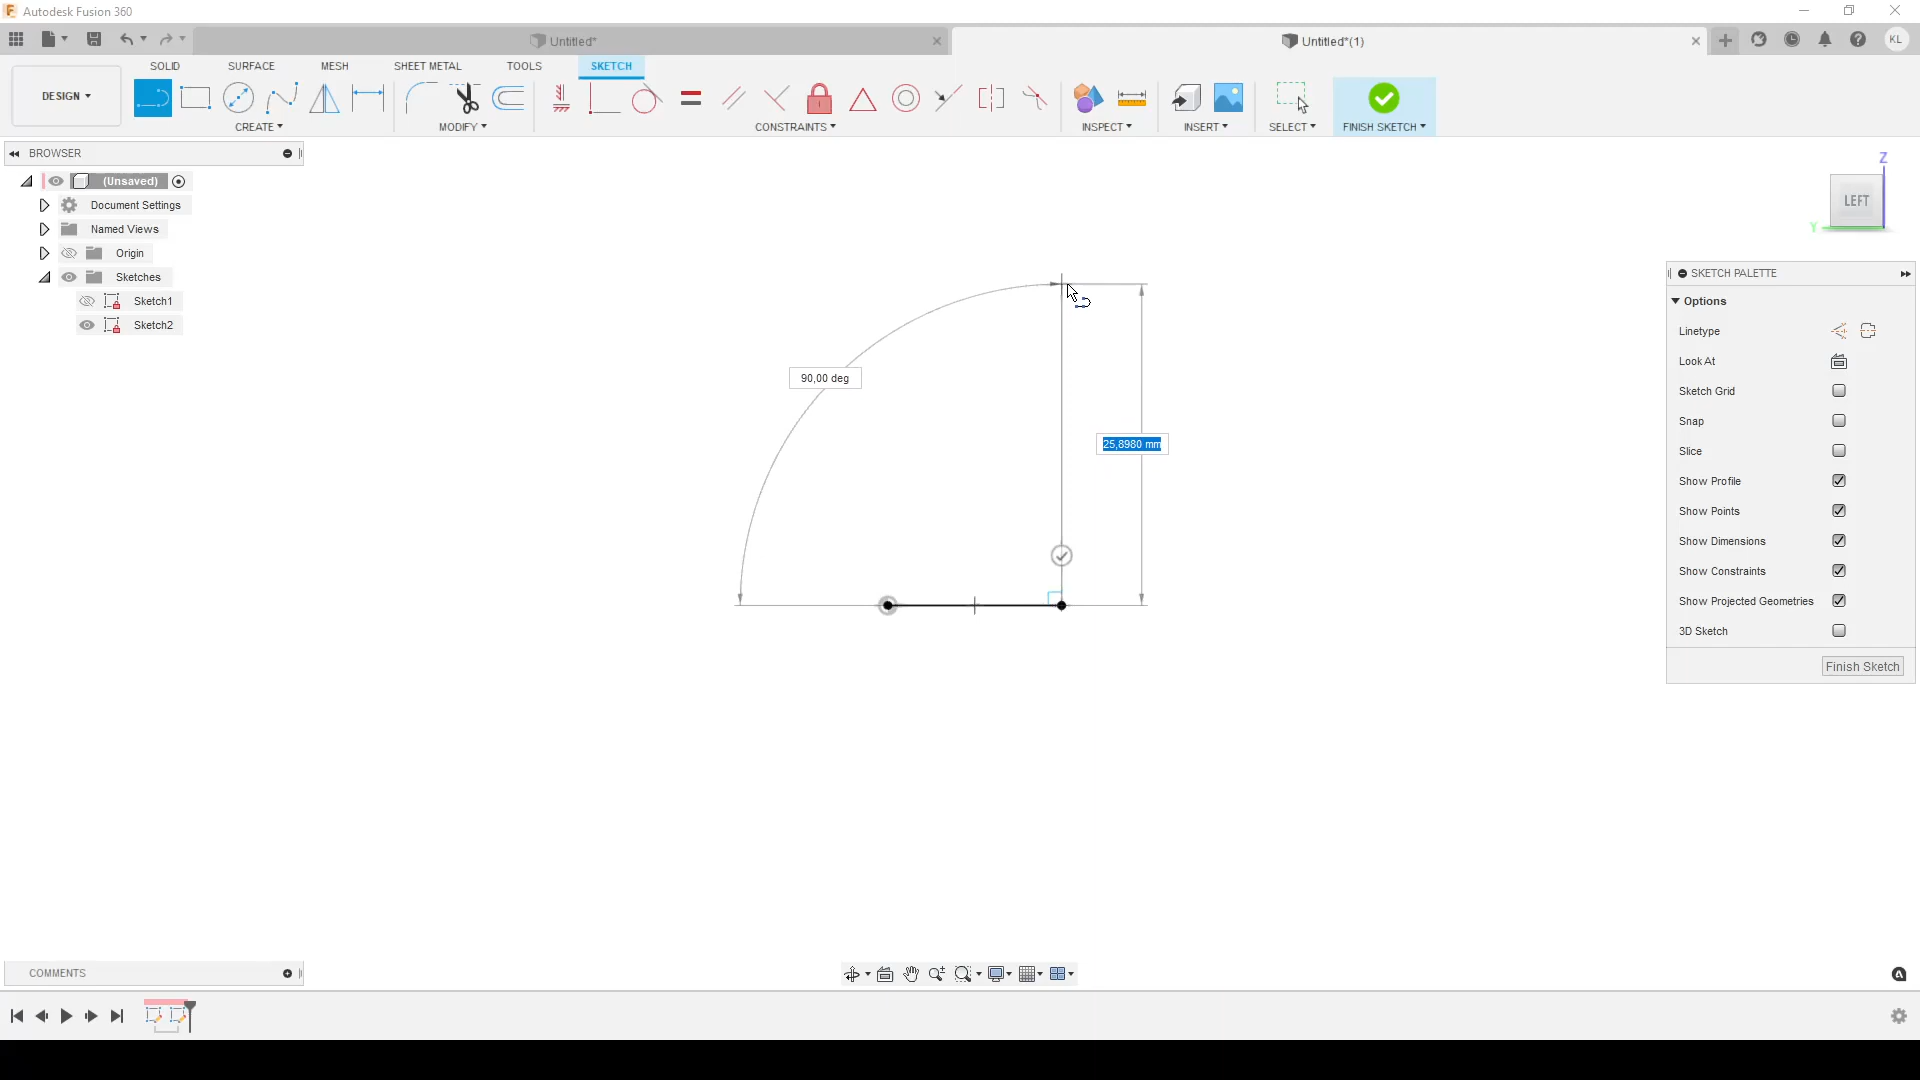 Autodesk Fusion 360
Untitled*
Untitled*(1)
KL
SOLID SURFACE MESH SHEET METAL TOOLS SKETCH
DESIGN
CREATE MODIFY CONSTRAINTS INSPECT INSERT SELECT FINISH SKETCH
BROWSER
(Unsaved)
Document Settings
Named Views
Origin
Sketches
Sketch1
Sketch2
Z
LEFT
Y
90,00 deg
25,8980 mm
SKETCH PALETTE
Options
Linetype
Look At
Sketch Grid
Snap
Slice
Show Profile
Show Points
Show Dimensions
Show Constraints
Show Projected Geometries
3D Sketch
Finish Sketch
COMMENTS